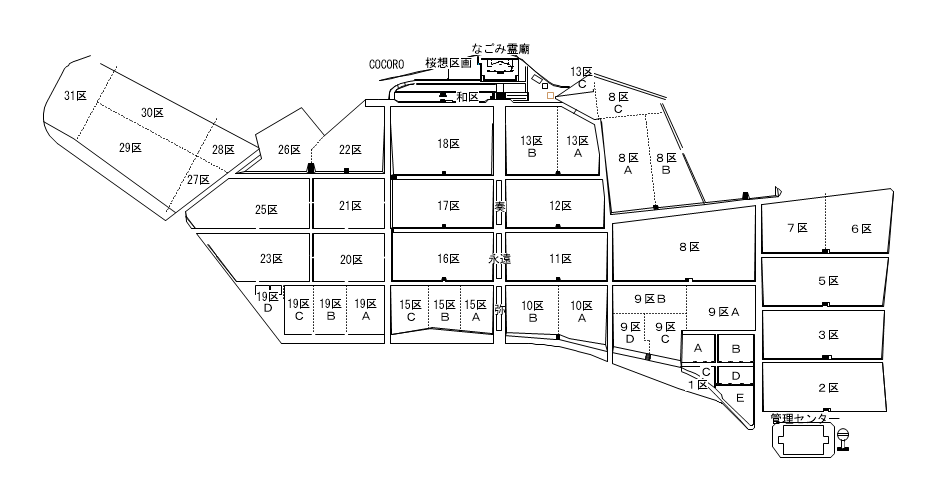 なごみ霊廟
COCORO 桜想区画
和区
13区
C
8区
C
31区
30区
29区
28区
27区
26区
22区
18区
13区
B
13区
A
8区
A
8区
B
25区
21区
17区
12区
7区
6区
23区
20区
16区
永遠
11区
8区
5区
19区
D
19区
C
19区
B
19区
A
15区
C
15区
B
15区
A
弥
10区
B
10区
A
9区B
9区A
9区
D
9区
C
3区
A
B
C
D
1区
E
2区
管理センター